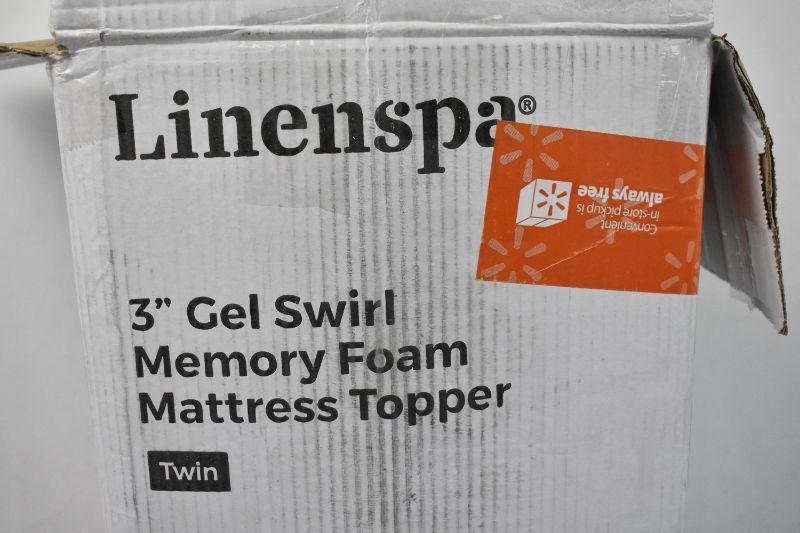 Linenspa®
Convenient
in-store pickup is
always free
3” Gel Swirl
Memory Foam
Mattress Topper
Twin